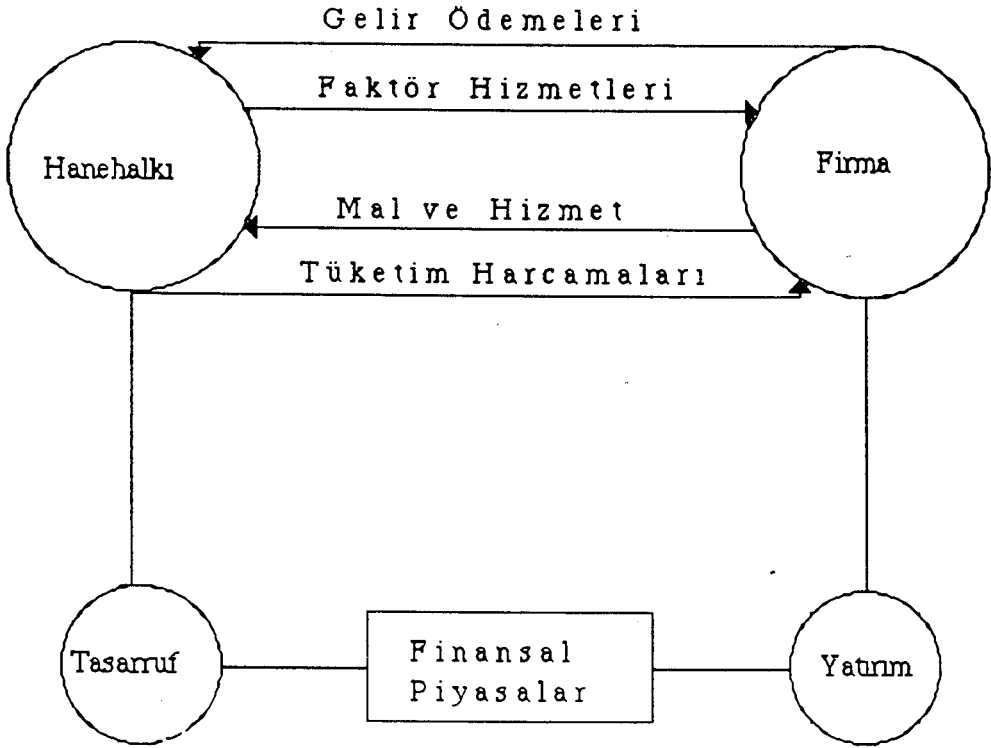 Gelir Ödemeleri
Faktör Hizmetleri
Hanehalkı
Firma
Mal ve Hizmet
Tüketim Harcamaları
Tasarruf
Finansal
Piyasalar
Yatırım